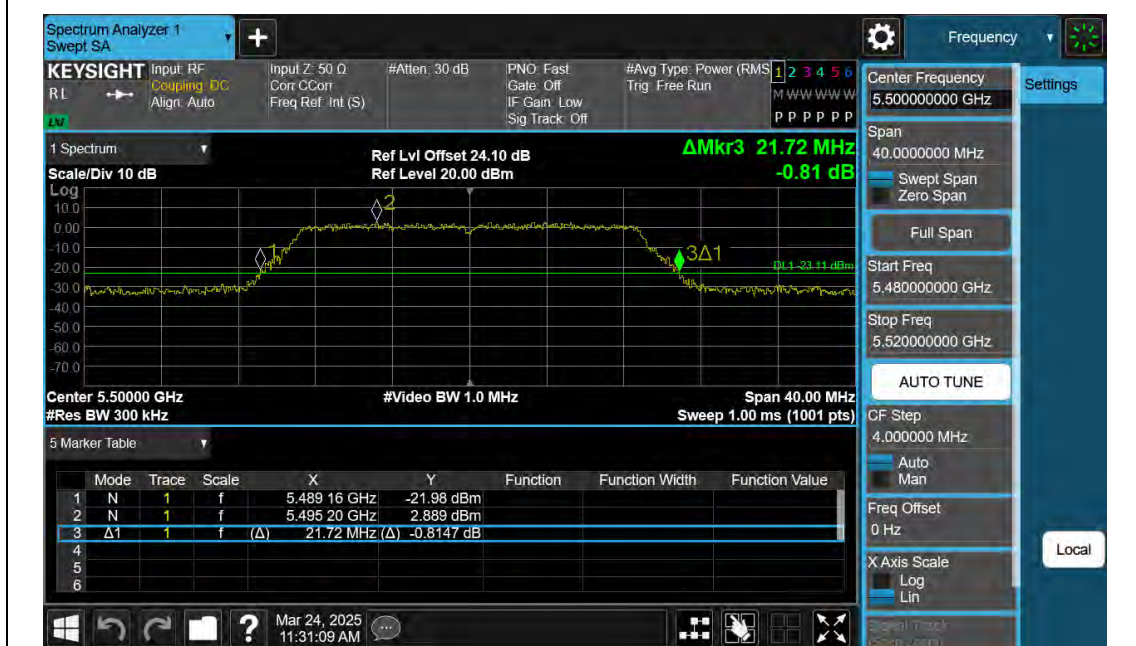 Spectrum Analyzer 1
Swept SA
+
Frequency
KEYSIGHT Input: RF Input Z: 50 Ω #Atten: 30 dB PNO: Fast #Avg Type: Power (RMS 1 2 3 4 5 6
RL Coupling: DC Corr CCorr Gate: Off Trig: Free Run M W W W W W
Align: Auto Freq Ref: Int (S) IF Gain: Low
Sig Track: Off P P P P P P
LXI
Center Frequency
5.500000000 GHz
Settings
Span
40.0000000 MHz
Swept Span
Zero Span
Full Span
Start Freq
5.480000000 GHz
Stop Freq
5.520000000 GHz
AUTO TUNE
CF Step
4.000000 MHz
Auto
Man
Freq Offset
0 Hz
X Axis Scale
Log
Lin
Signal Track
Local
1 Spectrum
Scale/Div 10 dB
Ref Lvl Offset 24.10 dB
Ref Level 20.00 dBm
ΔMkr3 21.72 MHz
-0.81 dB
Log
10.0
0.00
-10.0
-20.0
-30.0
-40.0
-50.0
-60.0
-70.0
1
2
3Δ1
DL1 -23.11 dBm
Center 5.50000 GHz #Video BW 1.0 MHz Span 40.00 MHz
#Res BW 300 kHz Sweep 1.00 ms (1001 pts)
5 Marker Table
Mode Trace Scale X Y Function Function Width Function Value
1 N 1 f 5.489 16 GHz -21.98 dBm
2 N 1 f 5.495 20 GHz 2.889 dBm
3 Δ1 1 f (Δ) 21.72 MHz (Δ) -0.8147 dB
4
5
6
? Mar 24, 2025
11:31:09 AM